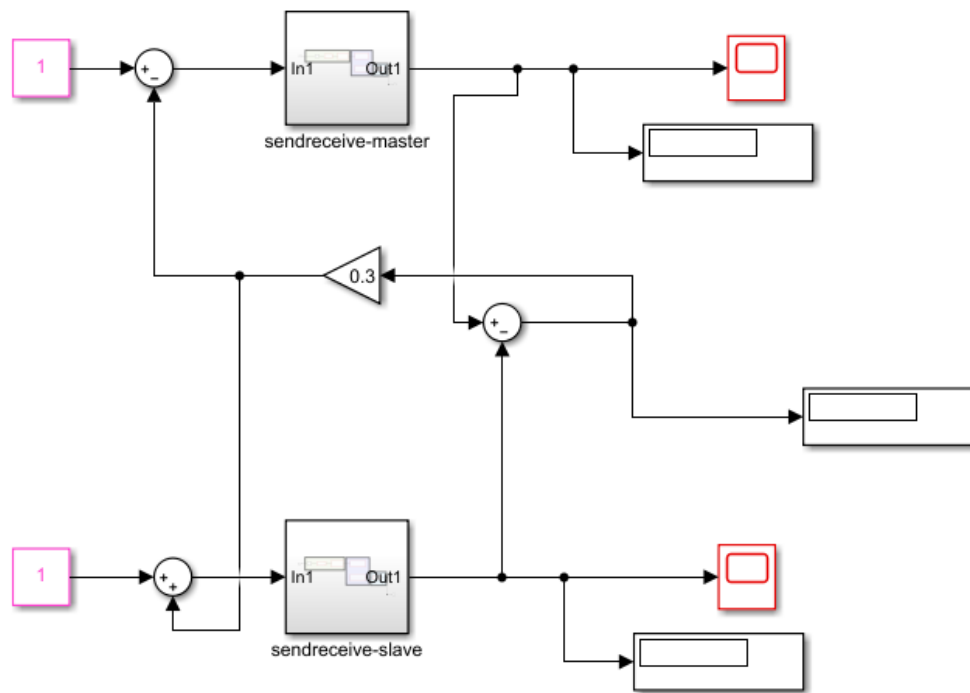 1
+
−
In1
Out1
sendreceive-master
0.3
+
−
1
+
+
In1
Out1
sendreceive-slave